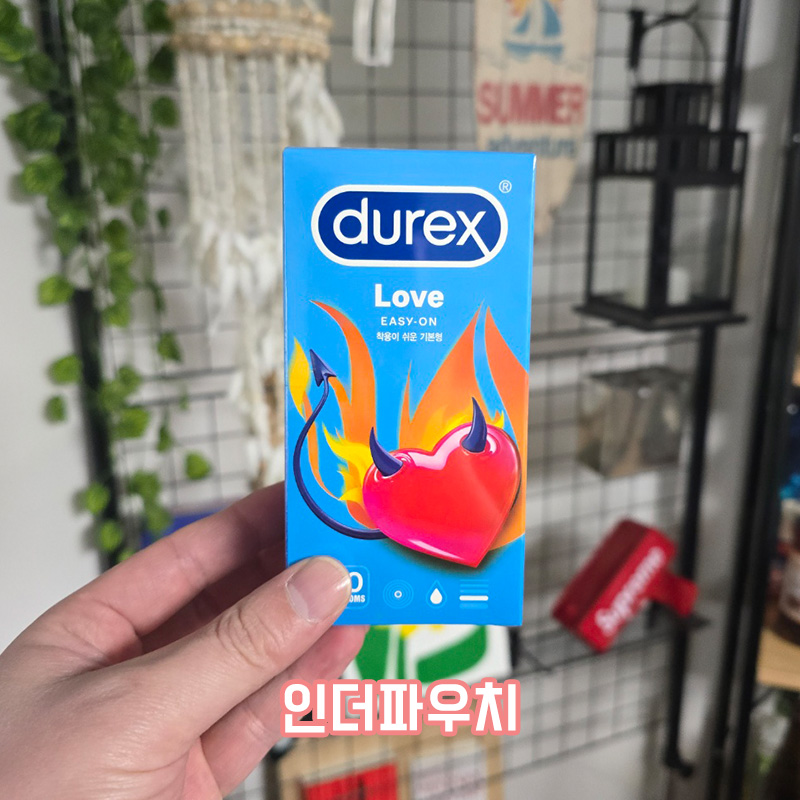 SUMMER
adventure
durex®
Love
EASY-ON
착용이 쉬운 기본형
Supreme
인더파우치